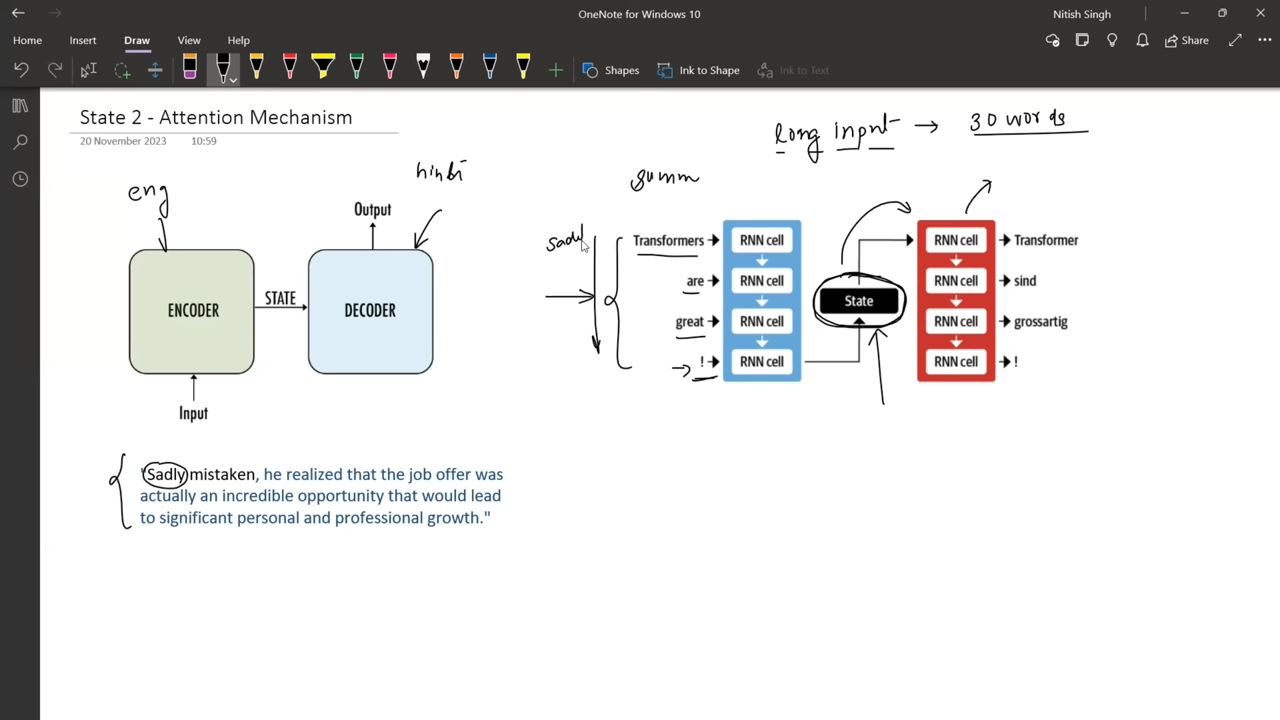 OneNote for Windows 10
Nitish Singh
Home Insert Draw View Help
Share
Shapes
Ink to Shape
Ink to Text
State 2 - Attention Mechanism
20 November 2023 10:59
long input → 30 words
eng
hindi
summ
Output
ENCODER
STATE
DECODER
Input
sadly
Transformers
RNN cell
RNN cell
Transformer
are
RNN cell
RNN cell
sind
State
great
RNN cell
RNN cell
grossartig
!
RNN cell
RNN cell
!
"Sadly mistaken, he realized that the job offer was
actually an incredible opportunity that would lead
to significant personal and professional growth."